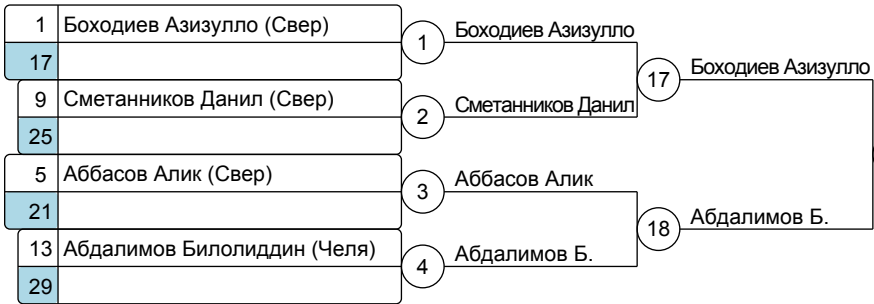 1 Боходиев Азизулло (Свер)
17
9 Сметанников Данил (Свер)
25
5 Аббасов Алик (Свер)
21
13 Абдалимов Билолиддин (Челя)
29
1 Боходиев Азизулло
2 Сметанников Данил
3 Аббасов Алик
4 Абдалимов Б.
17 Боходиев Азизулло
18 Абдалимов Б.